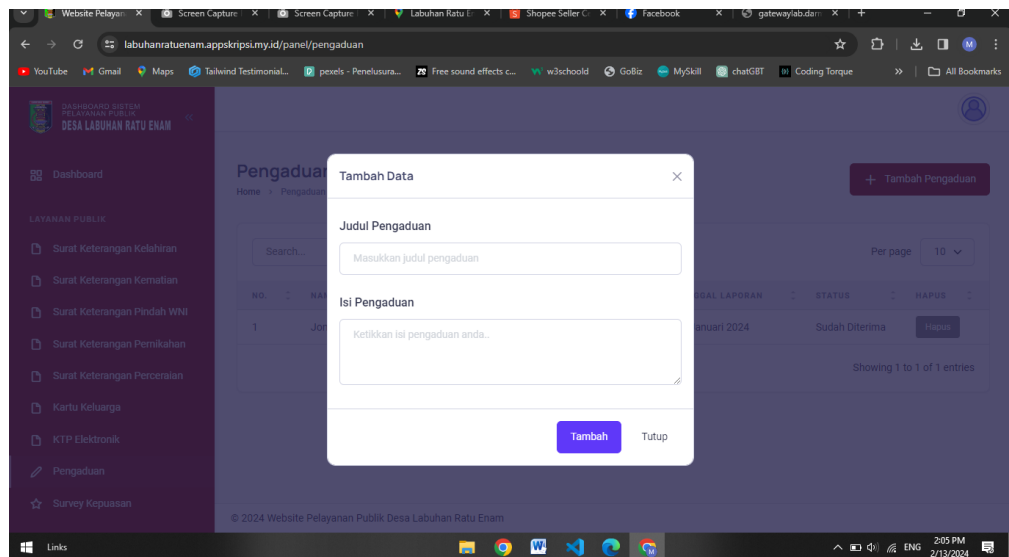 Website Pelayan
Screen Capture
Screen Capture
Labuhan Ratu E
Shopee Seller C
Facebook
gatewaylab.dar
labuhanratuenam.appskripsi.my.id/panel/pengaduan
M
YouTube
Gmail
Maps
Tailwind Testimonial...
pexels - Penelusura...
Free sound effects c...
w3schoold
GoBiz
MySkill
chatGBT
Coding Torque
All Bookmarks
DASHBOARD SISTEM
PELAYANAN PUBLIK
DESA LABUHAN RATU ENAM
Dashboard
LAYANAN PUBLIK
Surat Keterangan Kelahiran
Surat Keterangan Kematian
Surat Keterangan Pindah WNI
Surat Keterangan Pernikahan
Surat Keterangan Perceraian
Kartu Keluarga
KTP Elektronik
Pengaduan
Survey Kepuasan
Pengaduan
Home > Pengaduan
+ Tambah Pengaduan
Search...
Per page 10
NO. NAM GGAL LAPORAN STATUS HAPUS
1 Jon anuari 2024 Sudah Diterima Hapus
Showing 1 to 1 of 1 entries
Tambah Data
Judul Pengaduan
Masukkan judul pengaduan
Isi Pengaduan
Ketikkan isi pengaduan anda..
Tambah Tutup
© 2024 Website Pelayanan Publik Desa Labuhan Ratu Enam
Links
ENG
2:05 PM
2/13/2024